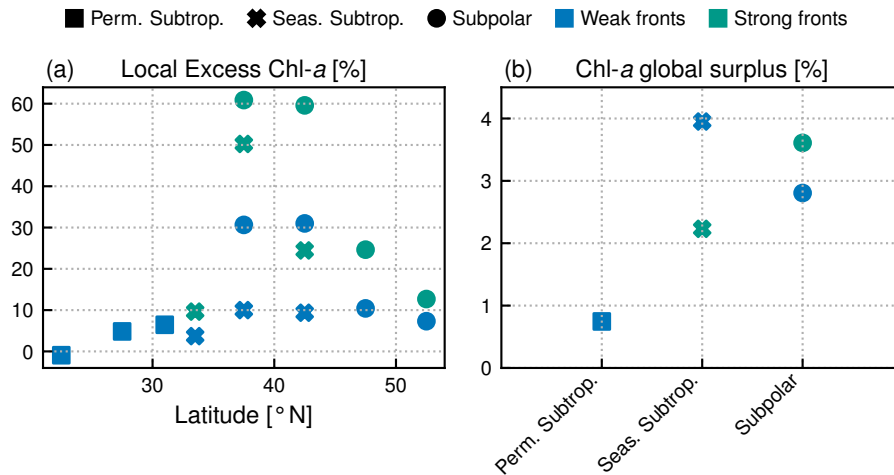 Perm. Subtrop. Seas. Subtrop. Subpolar Weak fronts Strong fronts
(a) Local Excess Chl-a [%]
60
50
40
30
20
10
0
30 40 50
Latitude [°N]
(b) Chl-a global surplus [%]
4
3
2
1
0
Perm. Subtrop.
Seas. Subtrop.
Subpolar